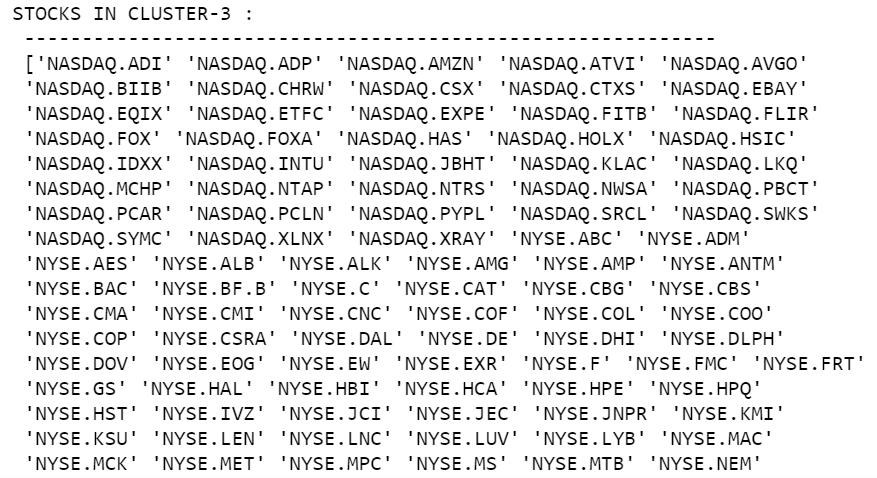 STOCKS IN CLUSTER-3 :
------------------------------------------------------------
['NASDAQ.ADI' 'NASDAQ.ADP' 'NASDAQ.AMZN' 'NASDAQ.ATVI' 'NASDAQ.AVGO'
'NASDAQ.BIIB' 'NASDAQ.CHRW' 'NASDAQ.CSX' 'NASDAQ.CTXS' 'NASDAQ.EBAY'
'NASDAQ.EQIX' 'NASDAQ.ETFC' 'NASDAQ.EXPE' 'NASDAQ.FITB' 'NASDAQ.FLIR'
'NASDAQ.FOX' 'NASDAQ.FOXA' 'NASDAQ.HAS' 'NASDAQ.HOLX' 'NASDAQ.HSIC'
'NASDAQ.IDXX' 'NASDAQ.INTU' 'NASDAQ.JBHT' 'NASDAQ.KLAC' 'NASDAQ.LKQ'
'NASDAQ.MCHP' 'NASDAQ.NTAP' 'NASDAQ.NTRS' 'NASDAQ.NWSA' 'NASDAQ.PBCT'
'NASDAQ.PCAR' 'NASDAQ.PCLN' 'NASDAQ.PYPL' 'NASDAQ.SRCL' 'NASDAQ.SWKS'
'NASDAQ.SYMC' 'NASDAQ.XLNX' 'NASDAQ.XRAY' 'NYSE.ABC' 'NYSE.ADM'
'NYSE.AES' 'NYSE.ALB' 'NYSE.ALK' 'NYSE.AMG' 'NYSE.AMP' 'NYSE.ANTM'
'NYSE.BAC' 'NYSE.BF.B' 'NYSE.C' 'NYSE.CAT' 'NYSE.CBG' 'NYSE.CBS'
'NYSE.CMA' 'NYSE.CMI' 'NYSE.CNC' 'NYSE.COF' 'NYSE.COL' 'NYSE.COO'
'NYSE.COP' 'NYSE.CSRA' 'NYSE.DAL' 'NYSE.DE' 'NYSE.DHI' 'NYSE.DLPH'
'NYSE.DOV' 'NYSE.EOG' 'NYSE.EW' 'NYSE.EXR' 'NYSE.F' 'NYSE.FMC' 'NYSE.FRT'
'NYSE.GS' 'NYSE.HAL' 'NYSE.HBI' 'NYSE.HCA' 'NYSE.HPE' 'NYSE.HPQ'
'NYSE.HST' 'NYSE.IVZ' 'NYSE.JCI' 'NYSE.JEC' 'NYSE.JNPR' 'NYSE.KMI'
'NYSE.KSU' 'NYSE.LEN' 'NYSE.LNC' 'NYSE.LUV' 'NYSE.LYB' 'NYSE.MAC'
'NYSE.MCK' 'NYSE.MET' 'NYSE.MPC' 'NYSE.MS' 'NYSE.MTB' 'NYSE.NEM'